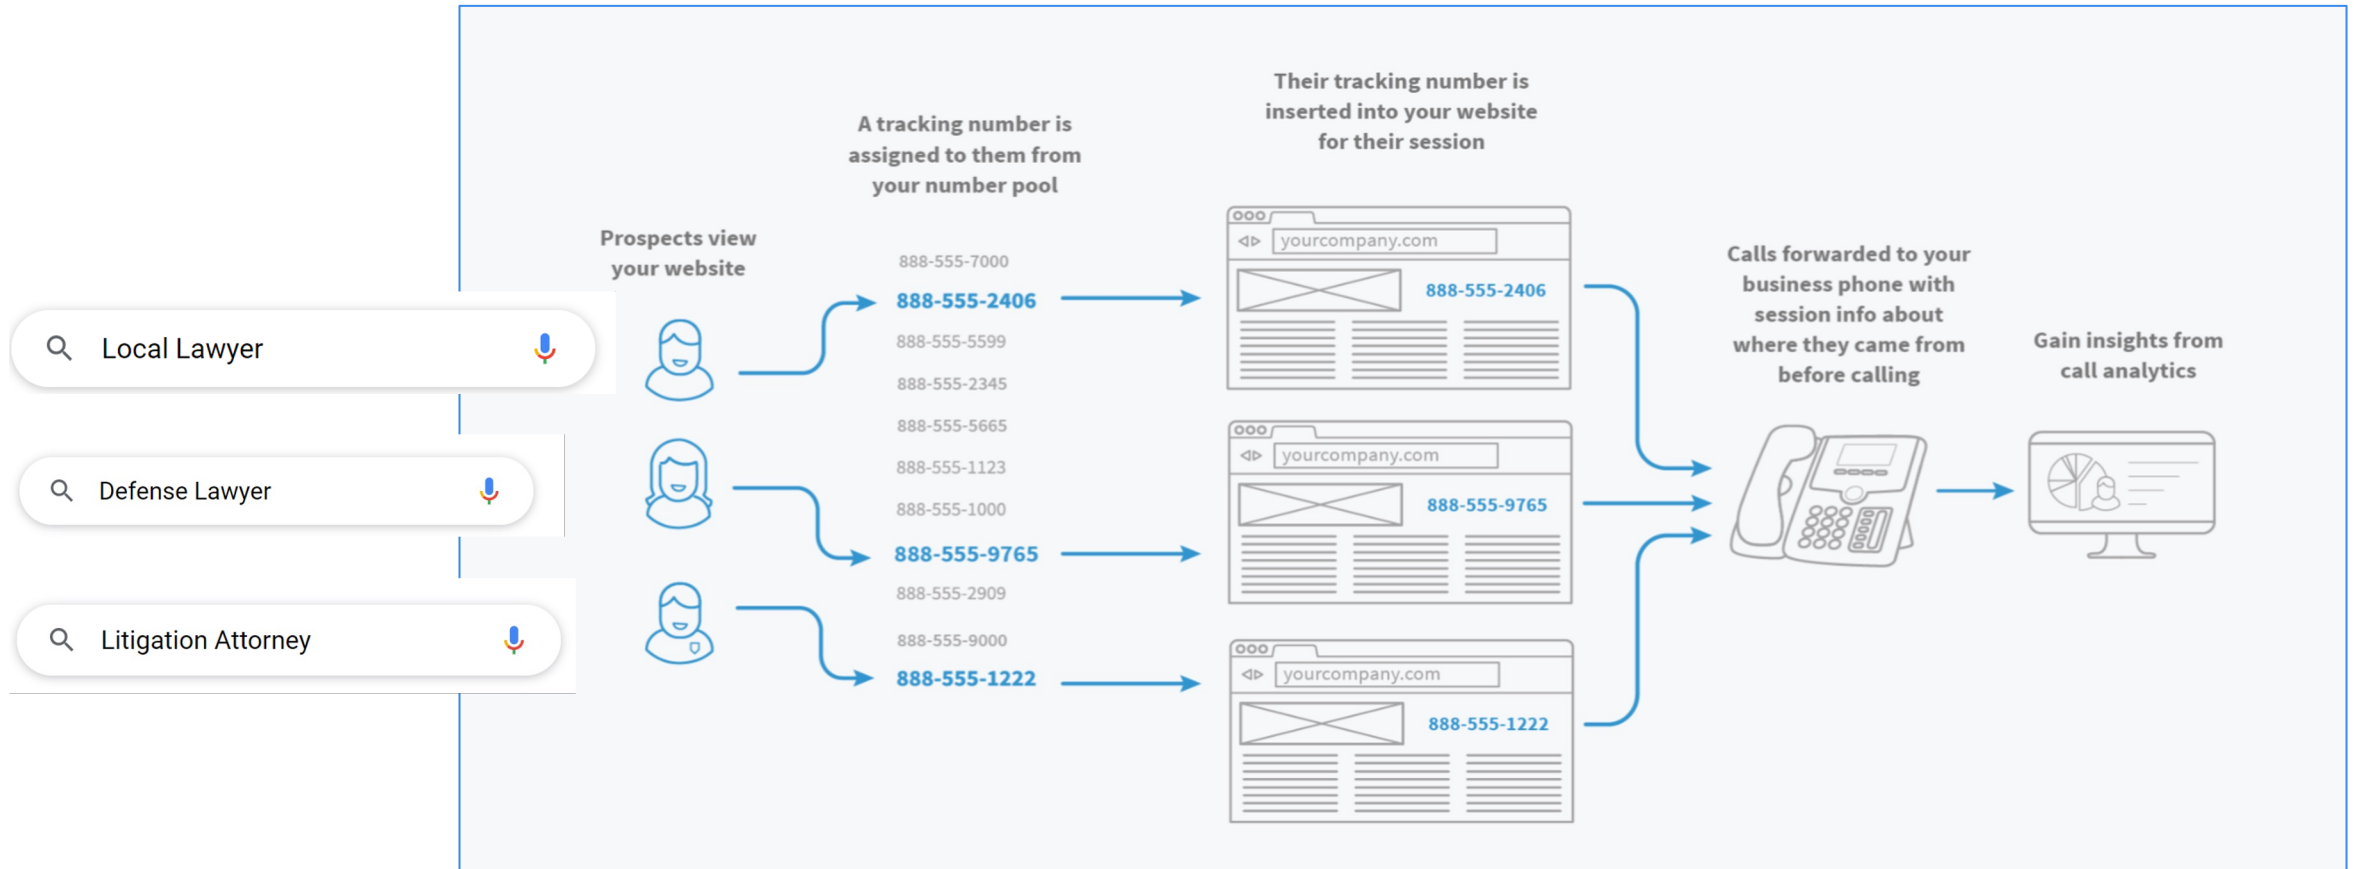 Local Lawyer
Defense Lawyer
Litigation Attorney
Prospects view
your website
A tracking number is
assigned to them from
your number pool
888-555-7000
888-555-2406
888-555-5599
888-555-2345
888-555-5665
888-555-1123
888-555-1000
888-555-9765
888-555-2909
888-555-9000
888-555-1222
Their tracking number is
inserted into your website
for their session
yourcompany.com
888-555-2406
yourcompany.com
888-555-9765
yourcompany.com
888-555-1222
Calls forwarded to your
business phone with
session info about
where they came from
before calling
Gain insights from
call analytics